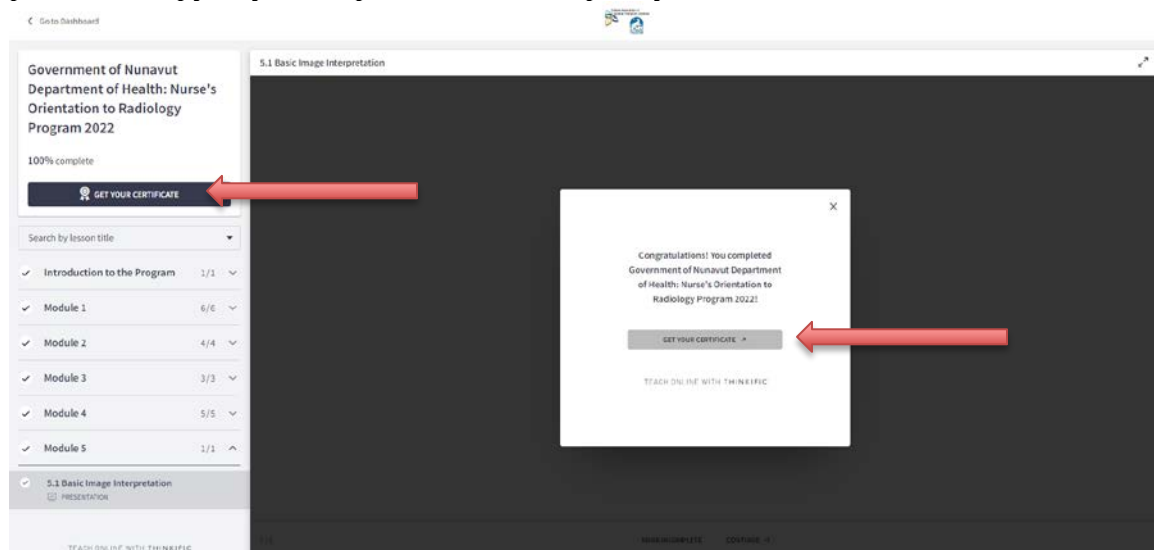 Go to Dashboard
Government of Nunavut
Department of Health: Nurse's
Orientation to Radiology
Program 2022
100% complete
GET YOUR CERTIFICATE
Search by lesson title
Introduction to the Program 1/1
Module 1 6/6
Module 2 4/4
Module 3 3/3
Module 4 5/5
Module 5 1/1
5.1 Basic Image Interpretation
PRESENTATION
TEACH ONLINE WITH THINKIFIC
5.1 Basic Image Interpretation
Congratulations! You completed
Government of Nunavut Department
of Health: Nurse's Orientation to
Radiology Program 2022!
GET YOUR CERTIFICATE
TEACH ONLINE WITH THINKIFIC
CONTINUE